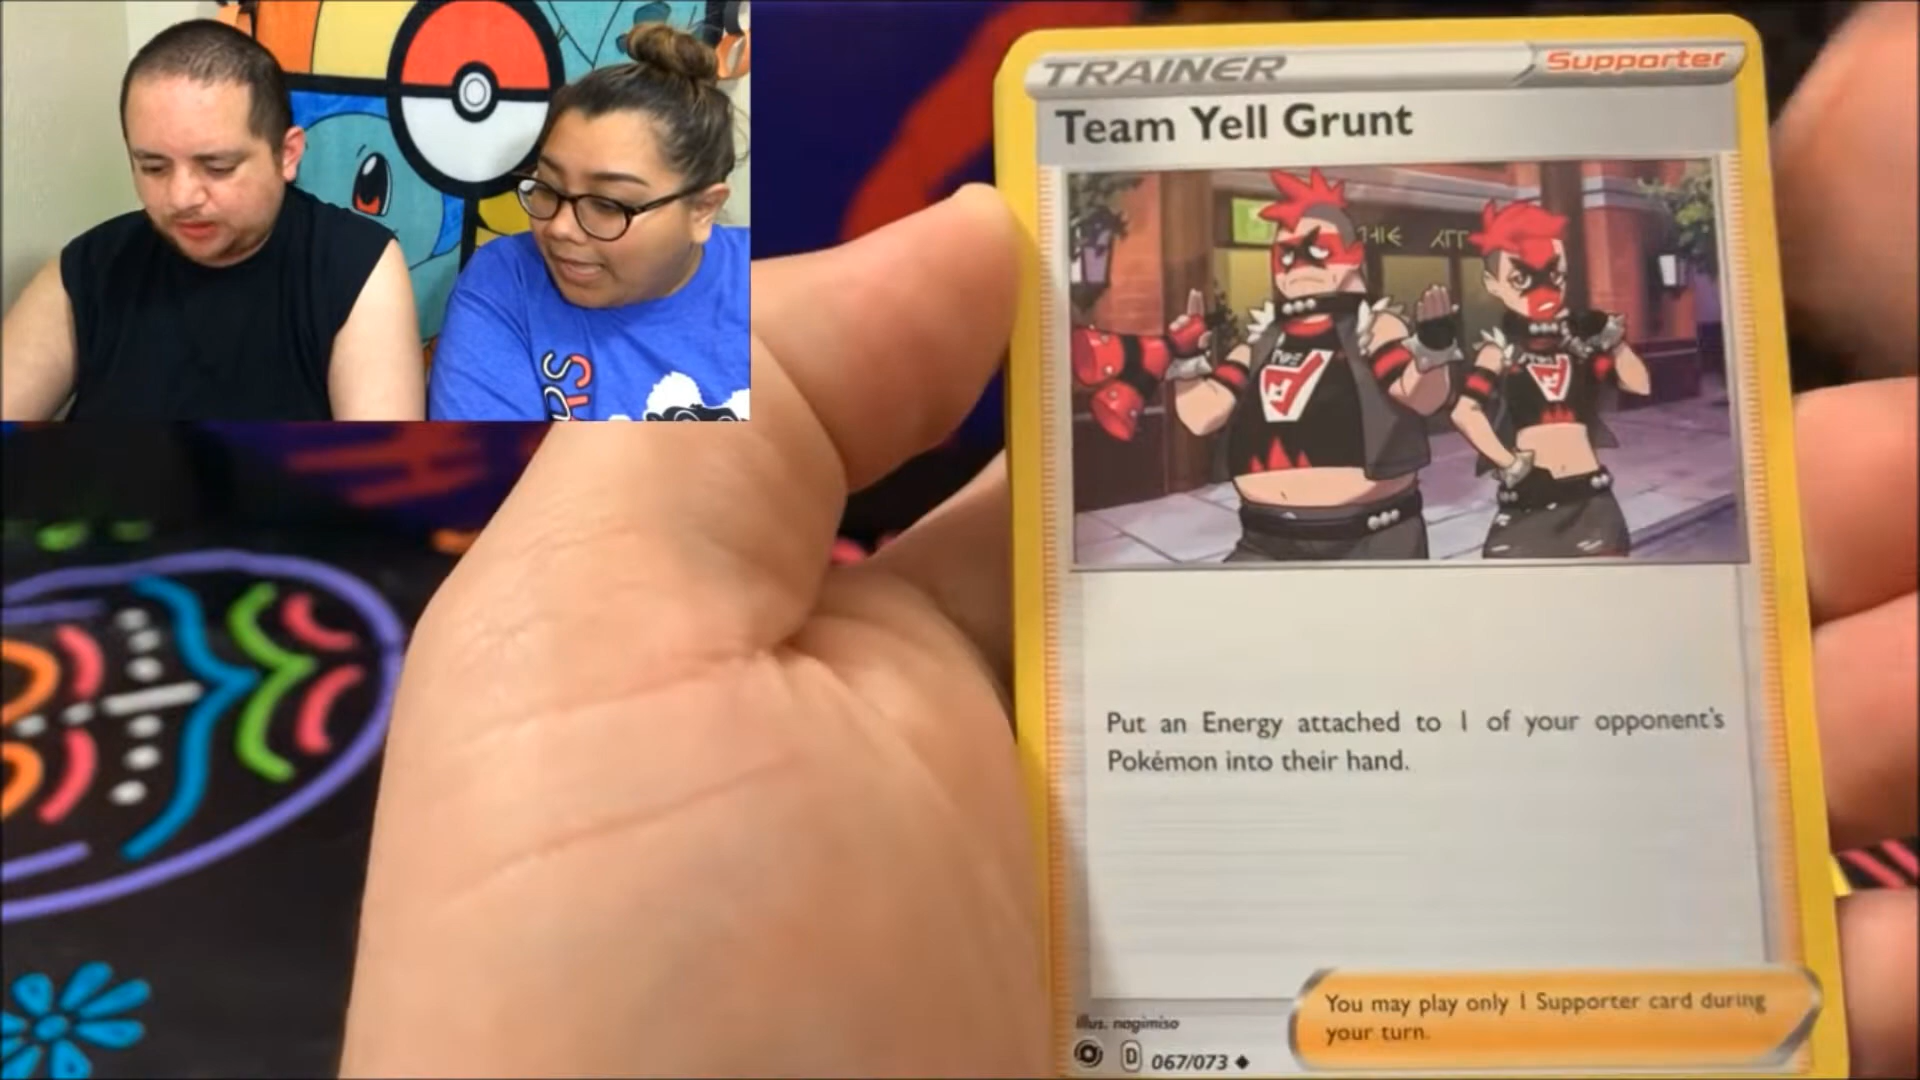 TRAINER
Supporter
Team Yell Grunt
Put an Energy attached to 1 of your opponent's
Pokémon into their hand.
You may play only 1 Supporter card during
your turn.
illus. nagimiso
D 067/073